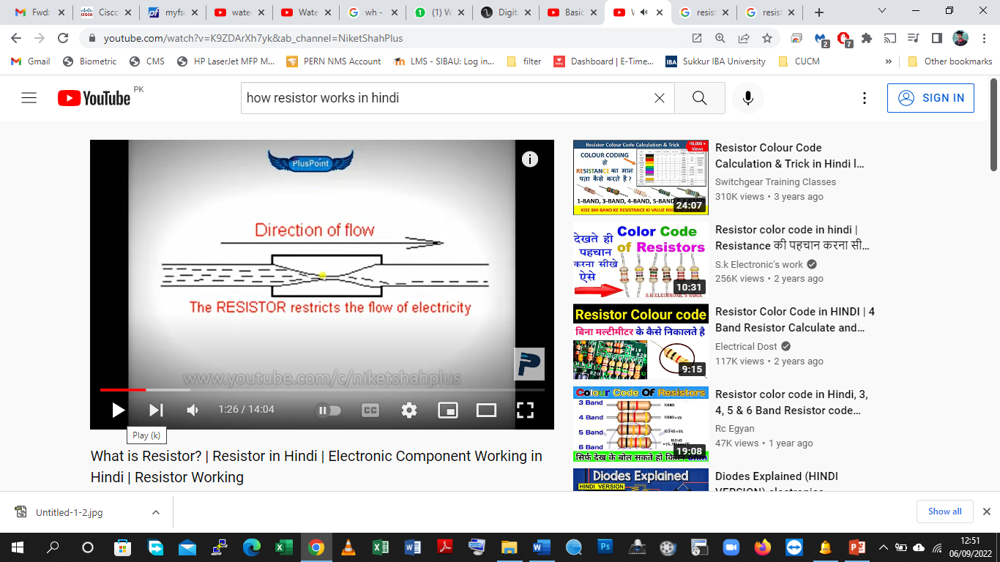 Fwd:
Cisco
myfs
wate
Wate
wh -
(1) W
Digit
Basic
resist
resist
youtube.com/watch?v=K9ZDArXh7yk&ab_channel=NiketShahPlus
2
7
Gmail
Biometric
CMS
HP LaserJet MFP M...
PERN NMS Account
LMS - SIBAU: Log in...
filter
Dashboard | E-Time...
IBA
Sukkur IBA University
CUCM
»
Other bookmarks
YouTube PK
how resistor works in hindi
SIGN IN
PlusPoint
Direction of flow
The RESISTOR restricts the flow of electricity
www.youtube.com/c/niketshahplus
1:26 / 14:04
CC
Play (k)
What is Resistor? | Resistor in Hindi | Electronic Component Working in
Hindi | Resistor Working
Resistor Colour Code Calculation & Trick
40,000 +
Views
COLOUR CODING
से
RESISTANCE का मान
पता कैसे करते है ?
1-BAND, 3-BAND, 4-BAND, 5-BAND
KISE BHI BAND KE RESISTANCE KI VALUE
24:07
Resistor Colour Code
Calculation & Trick in Hindi l...
Switchgear Training Classes
310K views • 3 years ago
देखते ही
पहचान
करना सीखे
ऐसे
Color Code
of Resistors
S.K ELECTRONIC'S WORK
10:31
Resistor color code in hindi |
Resistance की पहचान करना सी...
S.k Electronic's work
256K views • 2 years ago
Resistor Colour code
बिना मल्टीमीटर के कैसे निकालते है
9:15
Resistor Color Code in HINDI | 4
Band Resistor Calculate and...
Electrical Dost
117K views • 2 years ago
Colour Code Of Resistors
3 Band
4 Band
5 Band
6 Band
सिर्फ देख के बोल सकते हो
19:08
Resistor color code in Hindi, 3,
4, 5 & 6 Band Resistor code...
Rc Egyan
47K views • 1 year ago
Diodes Explained
HINDI VERSION
Diodes Explained (HINDI
VERSION) electronics
Untitled-1-2.jpg
Show all
12:51
06/09/2022